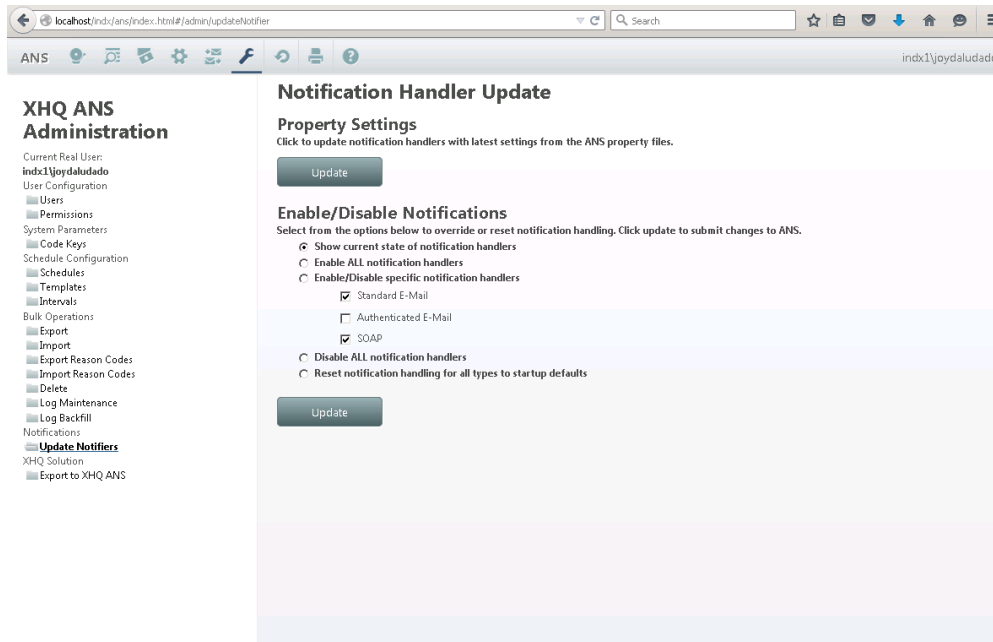 localhost/indx/ans/index.html#/admin/updateNotifier
Search
ANS
indx1\joydaludado
XHQ ANS
Administration
Current Real User:
indx1\joydaludado
User Configuration
Users
Permissions
System Parameters
Code Keys
Schedule Configuration
Schedules
Templates
Intervals
Bulk Operations
Export
Import
Export Reason Codes
Import Reason Codes
Delete
Log Maintenance
Log Backfill
Notifications
Update Notifiers
XHQ Solution
Export to XHQ ANS
Notification Handler Update
Property Settings
Click to update notification handlers with latest settings from the ANS property files.
Update
Enable/Disable Notifications
Select from the options below to override or reset notification handling. Click update to submit changes to ANS.
Show current state of notification handlers
Enable ALL notification handlers
Enable/Disable specific notification handlers
Standard E-Mail
Authenticated E-Mail
SOAP
Disable ALL notification handlers
Reset notification handling for all types to startup defaults
Update